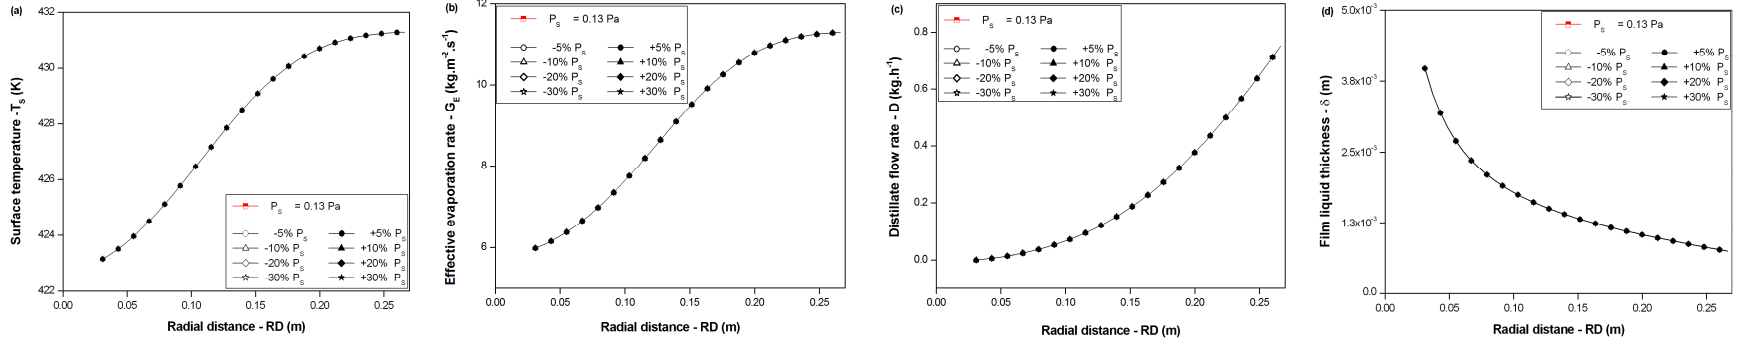 (a)
Surface temperature - T_S (K)
432
430
428
426
424
422
P_S = 0.13 Pa
-5% P_S +5% P_S
-10% P_S +10% P_S
-20% P_S +20% P_S
-30% P_S +30% P_S
0.00 0.05 0.10 0.15 0.20 0.25
Radial distance - RD (m)
(b)
Effective evaporation rate - G_E (kg.m⁻².s⁻¹)
12
10
8
6
P_S = 0.13 Pa
-5% P_S +5% P_S
-10% P_S +10% P_S
-20% P_S +20% P_S
-30% P_S +30% P_S
0.00 0.05 0.10 0.15 0.20 0.25
Radial distance - RD (m)
(c)
Distillate flow rate - D (kg.h⁻¹)
0.8
0.6
0.4
0.2
0.0
P_S = 0.13 Pa
-5% P_S +5% P_S
-10% P_S +10% P_S
-20% P_S +20% P_S
-30% P_S +30% P_S
0.00 0.05 0.10 0.15 0.20 0.25
Radial distance - RD (m)
(d)
Film liquid thickness - δ (m)
5.0x10⁻³
3.8x10⁻³
2.5x10⁻³
1.3x10⁻³
0.0
P_S = 0.13 Pa
-5% P_S +5% P_S
-10% P_S +10% P_S
-20% P_S +20% P_S
-30% P_S +30% P_S
0.00 0.05 0.10 0.15 0.20 0.25
Radial distane - RD (m)